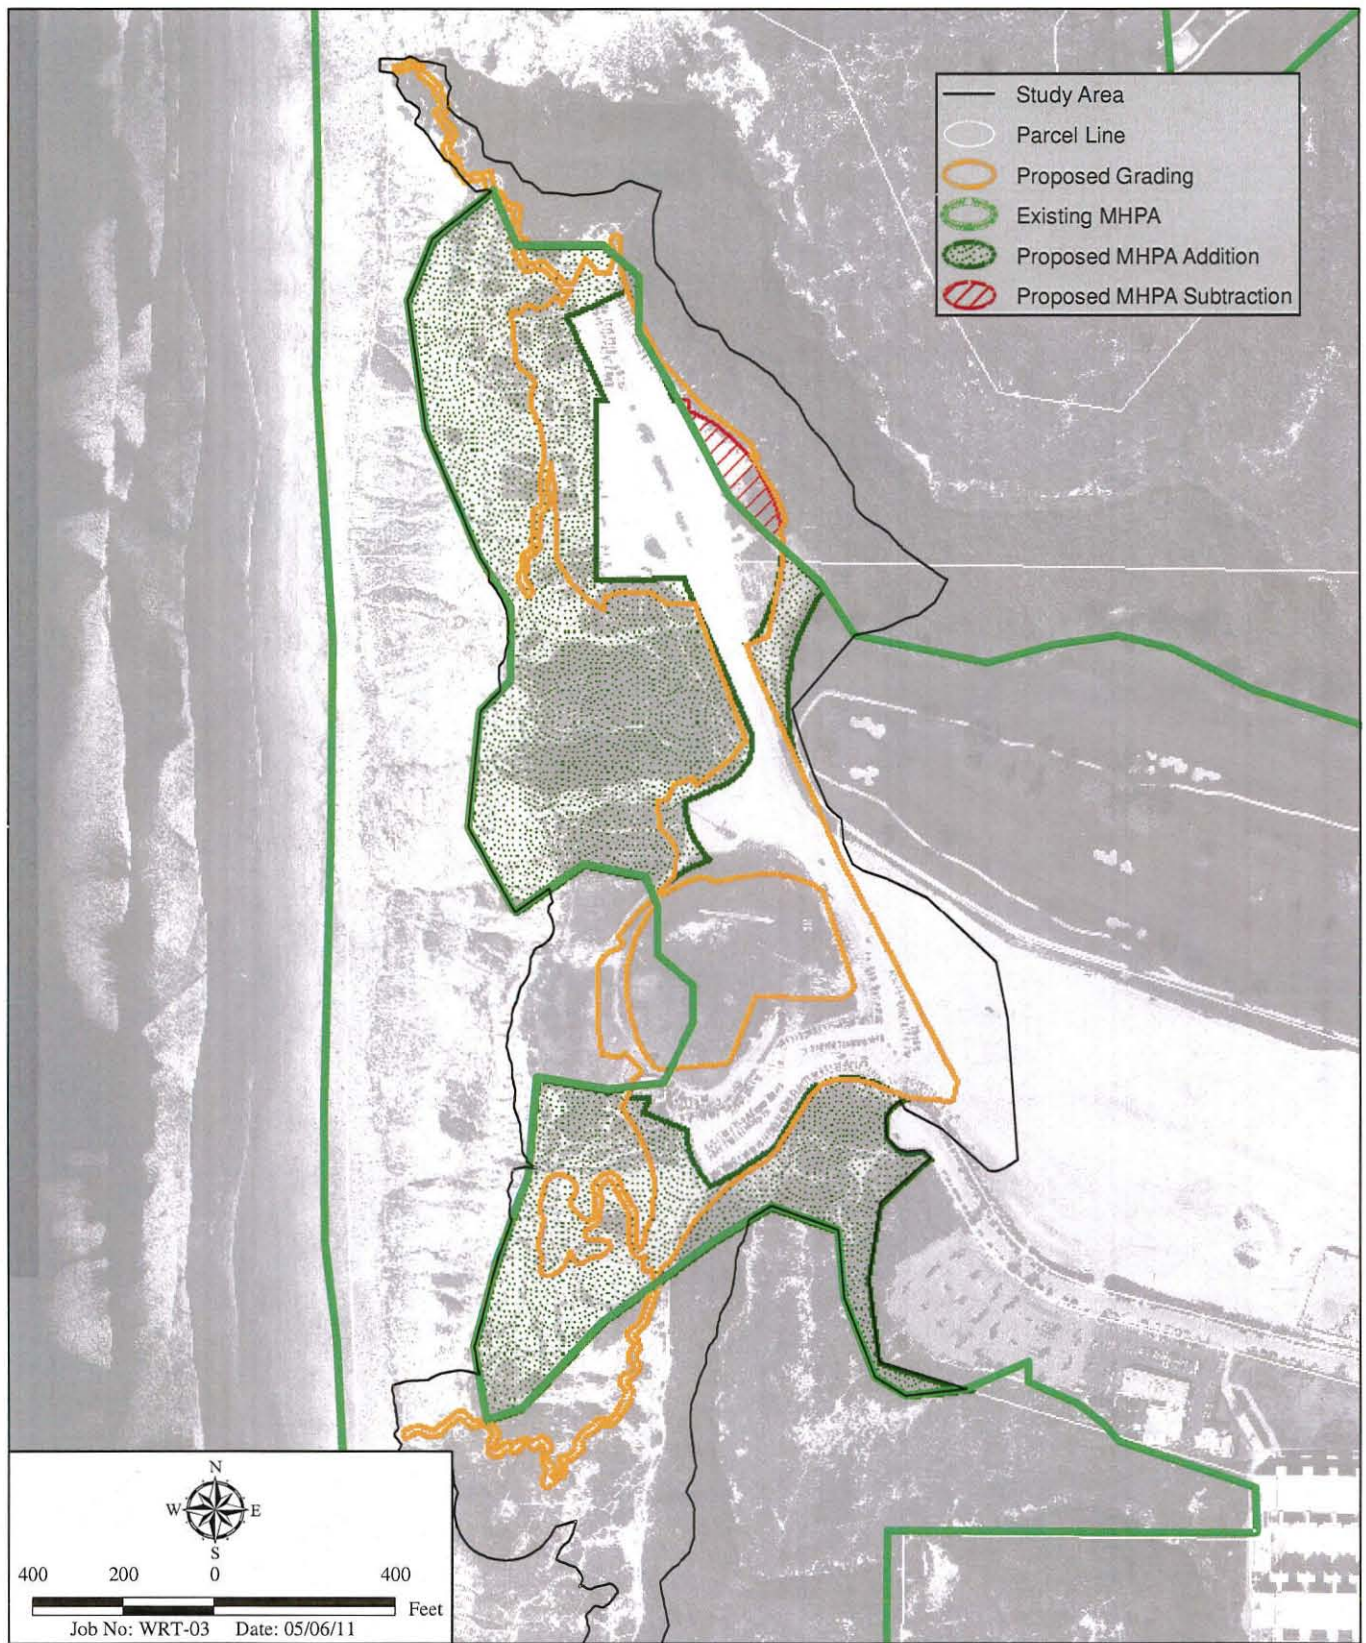 Study Area
Parcel Line
Proposed Grading
Existing MHPA
Proposed MHPA Addition
Proposed MHPA Subtraction
N
W E
S
400 200 0 400
Feet
Job No: WRT-03 Date: 05/06/11